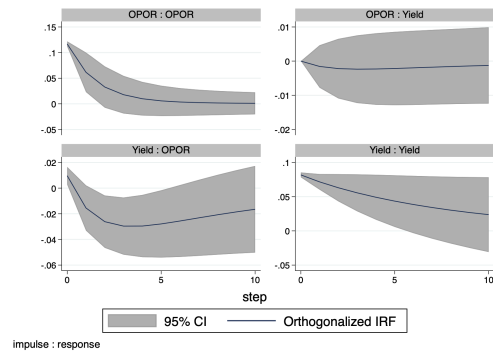 OPOR : OPOR
OPOR : Yield
.15
.1
.05
0
-.05
.01
0
-.01
-.02
Yield : OPOR
Yield : Yield
.02
0
-.02
-.04
-.06
.1
.05
0
-.05
0 5 10
0 5 10
step
95% CI Orthogonalized IRF
impulse : response